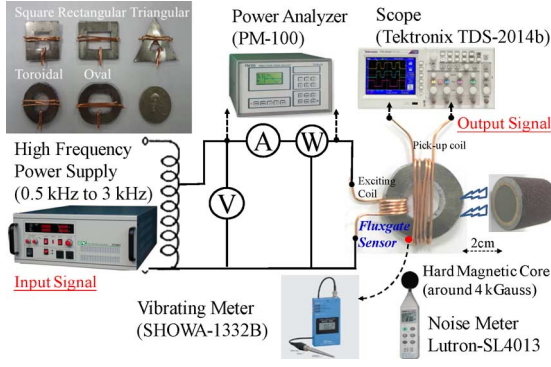 Square Rectangular Triangular
Toroidal
Oval
Power Analyzer
(PM-100)
Scope
(Tektronix TDS-2014b)
Output Signal
Pick-up coil
High Frequency
Power Supply
(0.5 kHz to 3 kHz)
A
W
V
Exciting
Coil
Fluxgate
Sensor
2cm
Input Signal
Hard Magnetic Core
(around 4 kGauss)
Vibrating Meter
(SHOWA-1332B)
Noise Meter
Lutron-SL4013